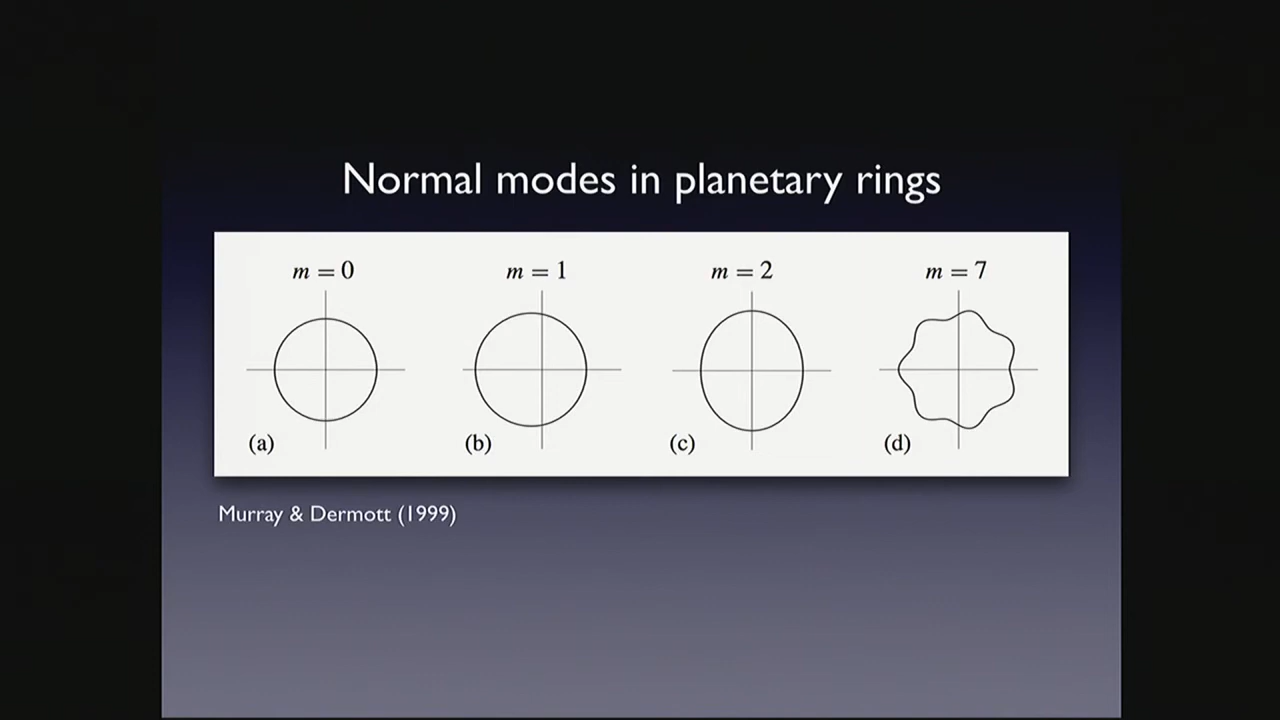 Normal modes in planetary rings
m = 0
m = 1
m = 2
m = 7
(a)
(b)
(c)
(d)
Murray & Dermott (1999)